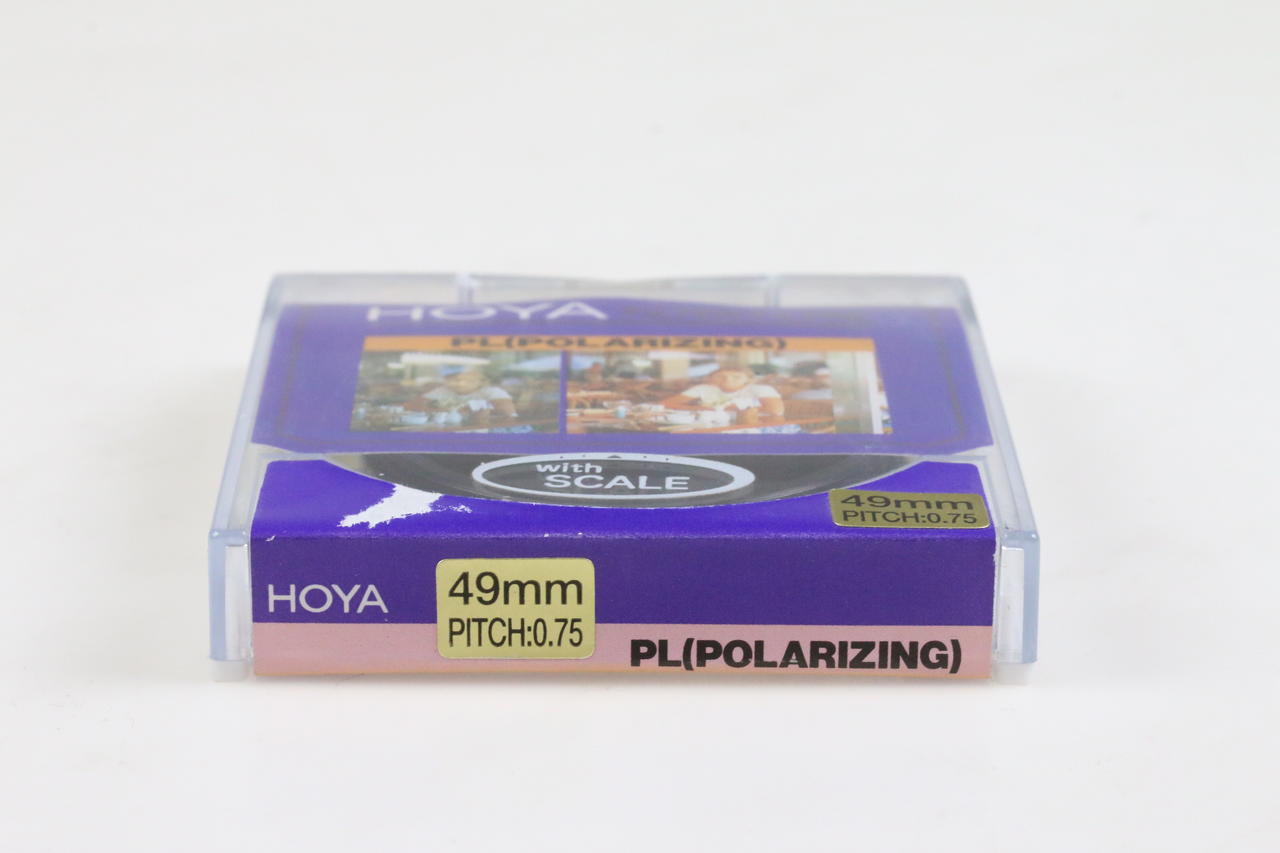 HOYA
PL(POLARIZING)
with
SCALE
49mm
PITCH:0.75
HOYA
49mm
PITCH:0.75
PL(POLARIZING)